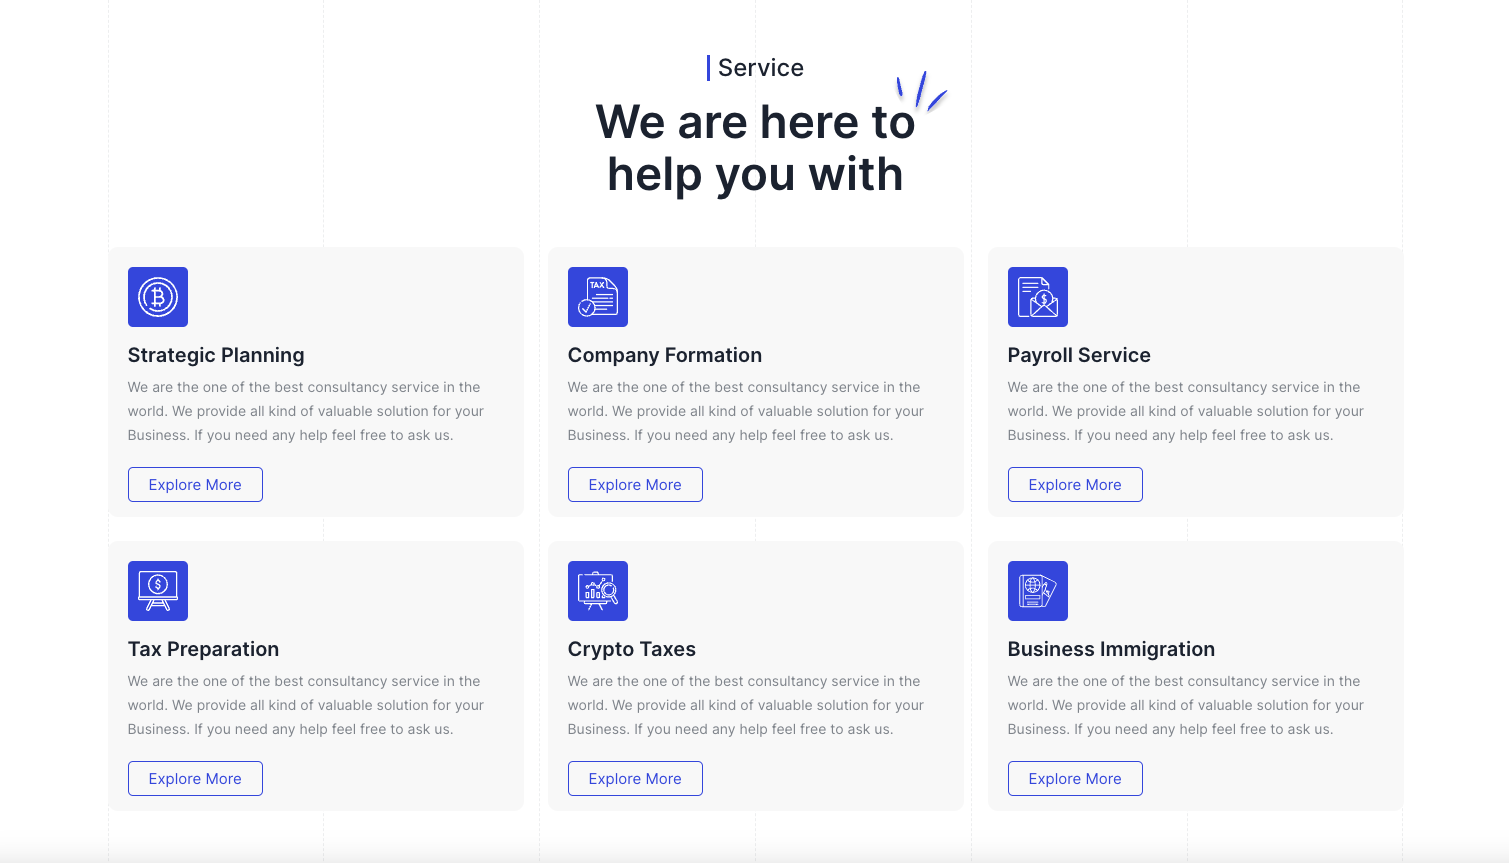 Service
We are here to
help you with
TAX
Strategic Planning
We are the one of the best consultancy service in the
world. We provide all kind of valuable solution for your
Business. If you need any help feel free to ask us.
Explore More
Company Formation
We are the one of the best consultancy service in the
world. We provide all kind of valuable solution for your
Business. If you need any help feel free to ask us.
Explore More
Payroll Service
We are the one of the best consultancy service in the
world. We provide all kind of valuable solution for your
Business. If you need any help feel free to ask us.
Explore More
Tax Preparation
We are the one of the best consultancy service in the
world. We provide all kind of valuable solution for your
Business. If you need any help feel free to ask us.
Explore More
Crypto Taxes
We are the one of the best consultancy service in the
world. We provide all kind of valuable solution for your
Business. If you need any help feel free to ask us.
Explore More
Business Immigration
We are the one of the best consultancy service in the
world. We provide all kind of valuable solution for your
Business. If you need any help feel free to ask us.
Explore More